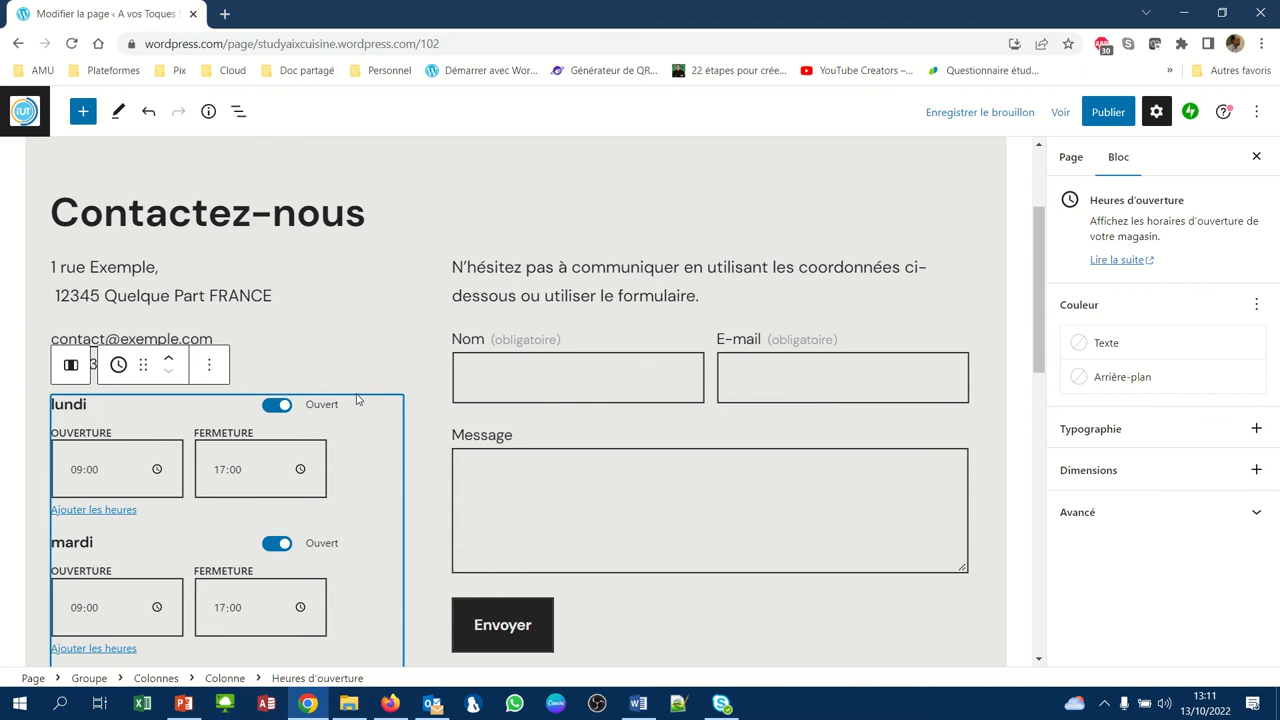 Modifier la page ‹ A vos Toques
wordpress.com/page/studyaixcuisine.wordpress.com/102
30
AMU
Plateformes
Pix
Cloud
Doc partagé
Personnel
Démarrer avec Wor...
Générateur de QR...
22 étapes pour crée...
YouTube Creators –...
Questionnaire étud...
»
Autres favoris
iUT
Enregistrer le brouillon
Voir
Publier
Page
Bloc
Contactez-nous
1 rue Exemple,
12345 Quelque Part FRANCE
contact@exemple.com
3
lundi
Ouvert
OUVERTURE
FERMETURE
09:00
17:00
Ajouter les heures
mardi
Ouvert
OUVERTURE
FERMETURE
09:00
17:00
Ajouter les heures
N'hésitez pas à communiquer en utilisant les coordonnées ci-
dessous ou utiliser le formulaire.
Nom (obligatoire)
E-mail (obligatoire)
Message
Envoyer
Heures d'ouverture
Affichez les horaires d'ouverture de
votre magasin.
Lire la suite
Couleur
Texte
Arrière-plan
Typographie
Dimensions
Avancé
Page > Groupe > Colonnes > Colonne > Heures d'ouverture
13:11
13/10/2022